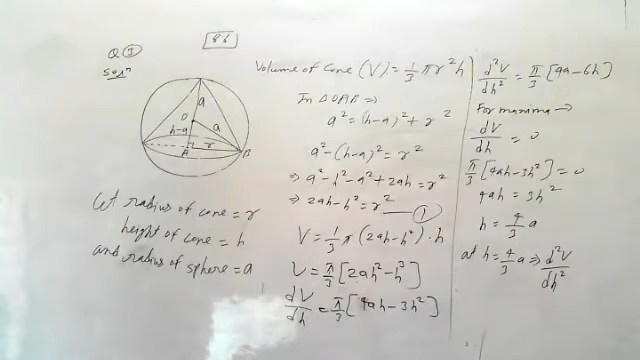 86
Q ①
Solⁿ
a
O
h-a
a
A
r
B
Let radius of cone = r
height of cone = h
and radius of sphere = a
Volume of Cone (V) = 1/3 πr²h
In Δ OAB ⇒
a² = (h-a)² + r²
a² - (h-a)² = r²
⇒ a² - h² - a² + 2ah = r²
⇒ 2ah - h² = r² — ①
V = 1/3 π (2ah - h²) · h
V = π/3 [2ah² - h³]
dV/dh = π/3 [4ah - 3h²]
d²V/dh² = π/3 [4a - 6h]
For maxima →
dV/dh = 0
π/3 [4ah - 3h²] = 0
4ah = 3h²
h = 4/3 a
at h = 4/3 a ⇒ d²V/dh²